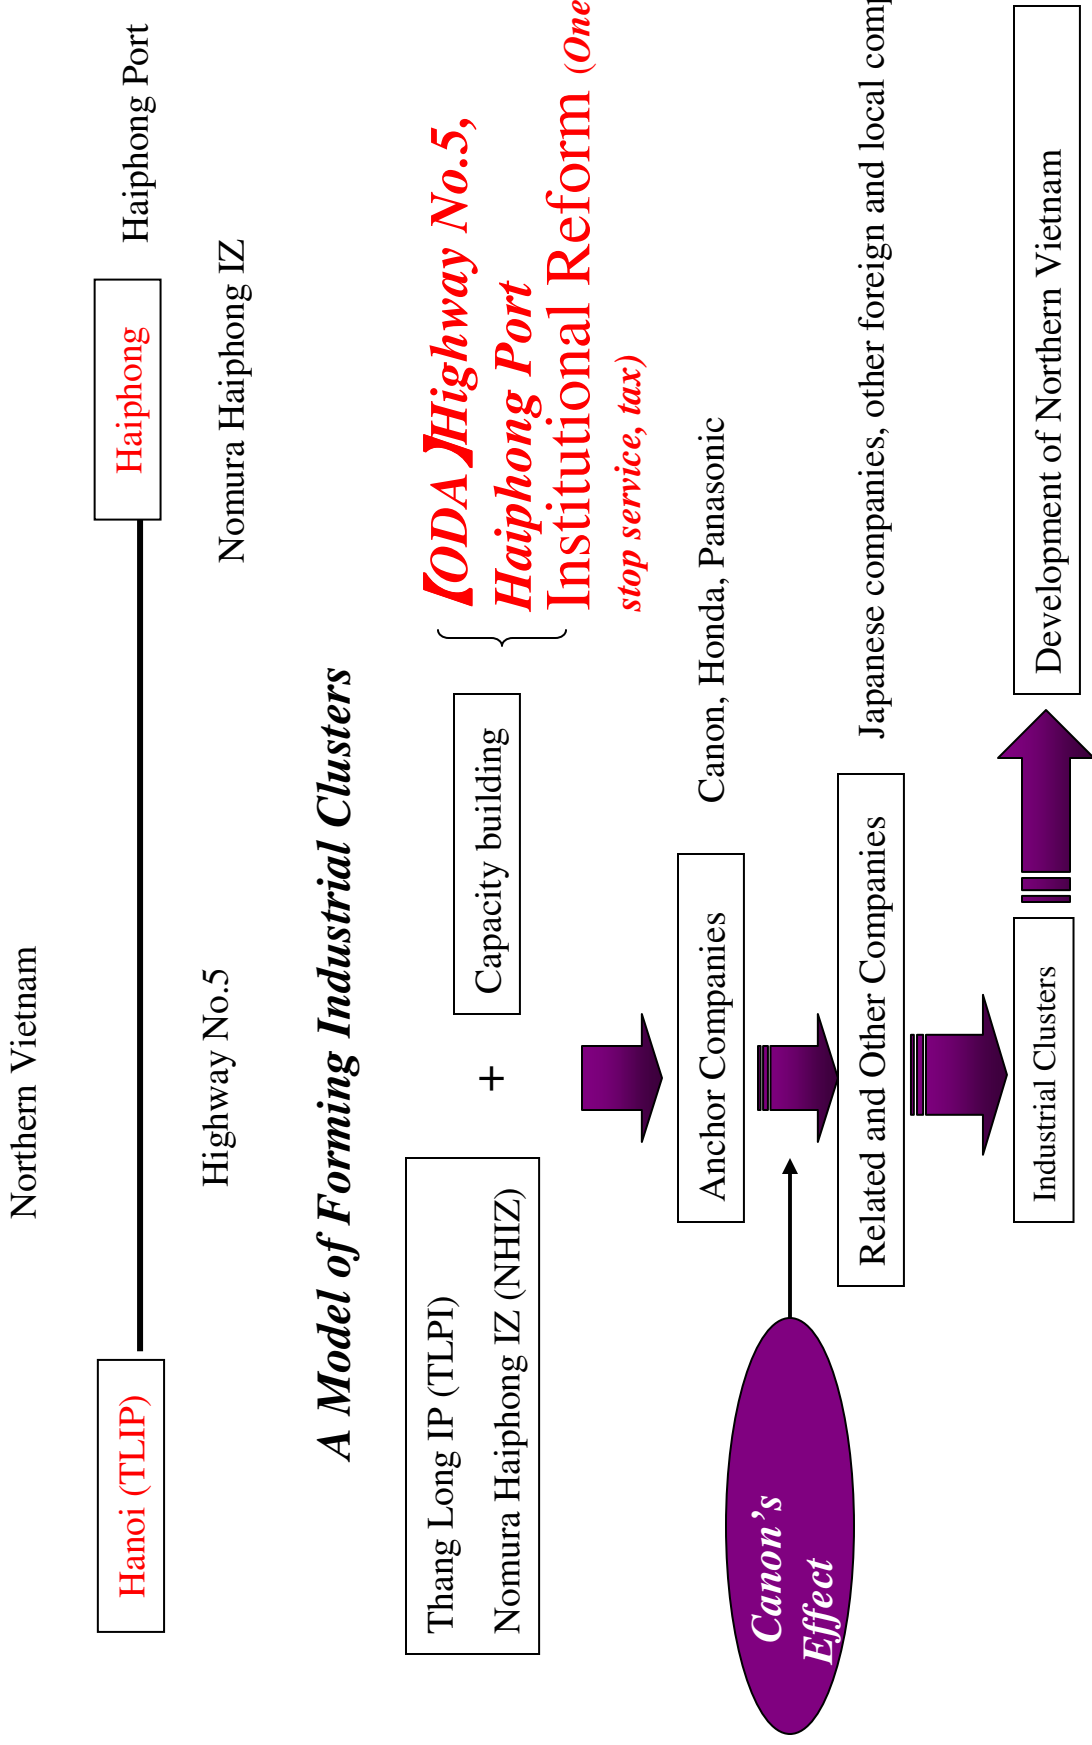 Northern Vietnam
Hanoi (TLIP)
Haiphong
Haiphong Port
Highway No.5
Nomura Haiphong IZ
A Model of Forming Industrial Clusters
Thang Long IP (TLPI)
Nomura Haiphong IZ (NHIZ)
+
Capacity building
【ODA】Highway No.5,
Haiphong Port
Institutional Reform (One
stop service, tax)
Anchor Companies
Canon, Honda, Panasonic
Canon’s
Effect
Related and Other Companies
Japanese companies, other foreign and local comp
Industrial Clusters
Development of Northern Vietnam